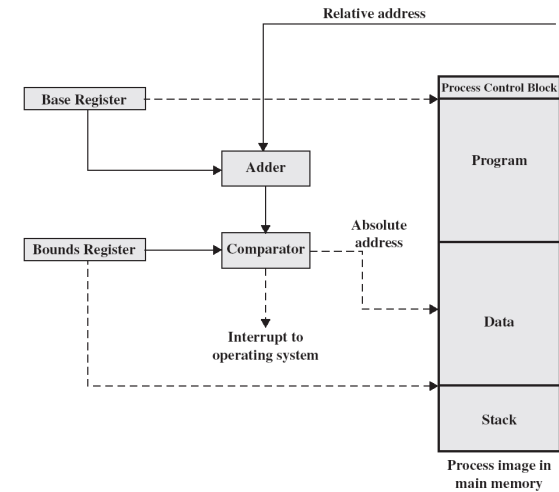 Relative address
Process Control Block
Base Register
Program
Adder
Absolute
address
Bounds Register
Comparator
Data
Interrupt to
operating system
Stack
Process image in
main memory